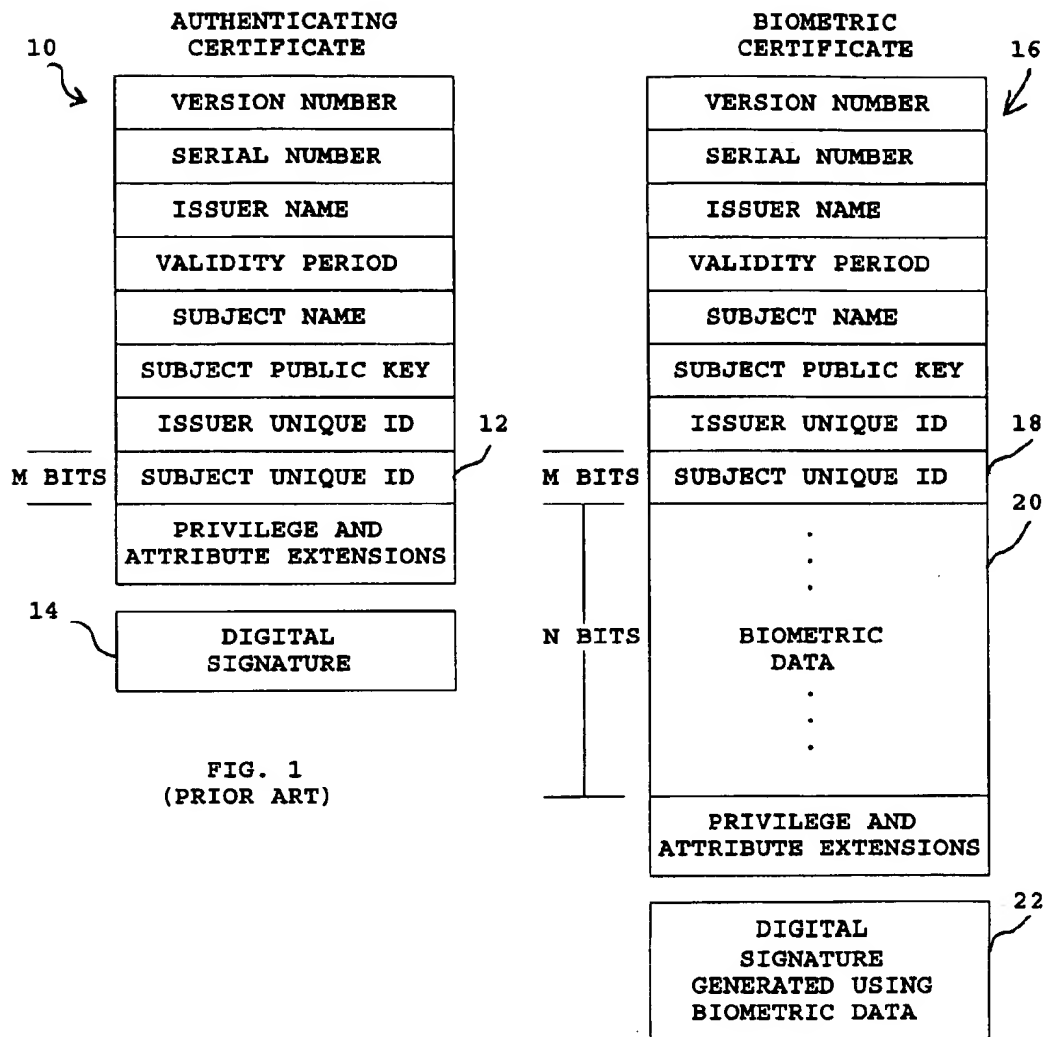 AUTHENTICATING
CERTIFICATE
10
VERSION NUMBER
SERIAL NUMBER
ISSUER NAME
VALIDITY PERIOD
SUBJECT NAME
SUBJECT PUBLIC KEY
ISSUER UNIQUE ID
12
M BITS
SUBJECT UNIQUE ID
PRIVILEGE AND
ATTRIBUTE EXTENSIONS
14
DIGITAL
SIGNATURE
FIG. 1
(PRIOR ART)
BIOMETRIC
CERTIFICATE
16
VERSION NUMBER
SERIAL NUMBER
ISSUER NAME
VALIDITY PERIOD
SUBJECT NAME
SUBJECT PUBLIC KEY
ISSUER UNIQUE ID
18
M BITS
SUBJECT UNIQUE ID
20
N BITS
BIOMETRIC
DATA
PRIVILEGE AND
ATTRIBUTE EXTENSIONS
22
DIGITAL
SIGNATURE
GENERATED USING
BIOMETRIC DATA